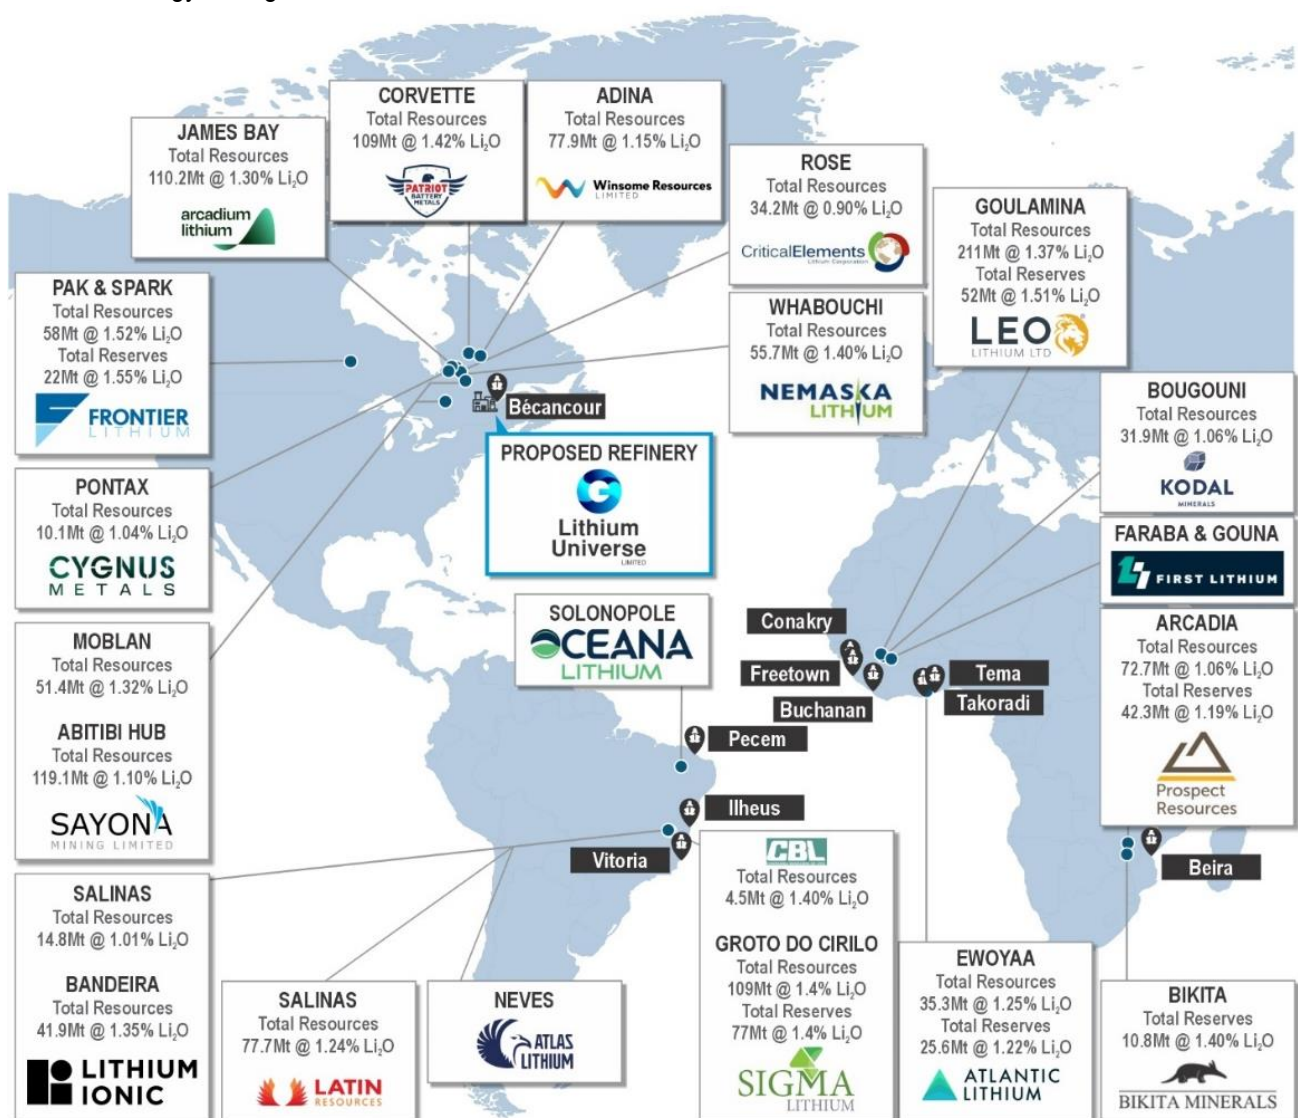 CORVETTE
Total Resources
109Mt @ 1.42% Li₂O
PATRIOT
BATTERY
METALS
ADINA
Total Resources
77.9Mt @ 1.15% Li₂O
Winsome Resources
LIMITED
JAMES BAY
Total Resources
110.2Mt @ 1.30% Li₂O
arcadium
lithium
ROSE
Total Resources
34.2Mt @ 0.90% Li₂O
CriticalElements
Lithium Corporation
GOULAMINA
Total Resources
211Mt @ 1.37% Li₂O
Total Reserves
52Mt @ 1.51% Li₂O
LEO
LITHIUM LTD
PAK & SPARK
Total Resources
58Mt @ 1.52% Li₂O
Total Reserves
22Mt @ 1.55% Li₂O
FRONTIER
LITHIUM
WHABOUCHI
Total Resources
55.7Mt @ 1.40% Li₂O
NEMASKA
LITHIUM
BOUGOUNI
Total Resources
31.9Mt @ 1.06% Li₂O
KODAL
MINERALS
Bécancour
PROPOSED REFINERY
Lithium
Universe
LIMITED
PONTAX
Total Resources
10.1Mt @ 1.04% Li₂O
CYGNUS
METALS
FARABA & GOUNA
FIRST LITHIUM
SOLONOPOLE
OCEANA
LITHIUM
Conakry
Freetown
Buchanan
Tema
Takoradi
ARCADIA
Total Resources
72.7Mt @ 1.06% Li₂O
Total Reserves
42.3Mt @ 1.19% Li₂O
Prospect
Resources
MOBLAN
Total Resources
51.4Mt @ 1.32% Li₂O
ABITIBI HUB
Total Resources
119.1Mt @ 1.10% Li₂O
SAYONA
MINING LIMITED
Pecem
Ilheus
Vitoria
Beira
SALINAS
Total Resources
14.8Mt @ 1.01% Li₂O
BANDEIRA
Total Resources
41.9Mt @ 1.35% Li₂O
LITHIUM
IONIC
SALINAS
Total Resources
77.7Mt @ 1.24% Li₂O
LATIN
RESOURCES
NEVES
ATLAS
LITHIUM
CBL
Total Resources
4.5Mt @ 1.40% Li₂O
GROTO DO CIRILO
Total Resources
109Mt @ 1.4% Li₂O
Total Reserves
77Mt @ 1.4% Li₂O
SIGMA
LITHIUM
EWOYAA
Total Resources
35.3Mt @ 1.25% Li₂O
Total Reserves
25.6Mt @ 1.22% Li₂O
ATLANTIC
LITHIUM
BIKITA
Total Reserves
10.8Mt @ 1.40% Li₂O
BIKITA MINERALS